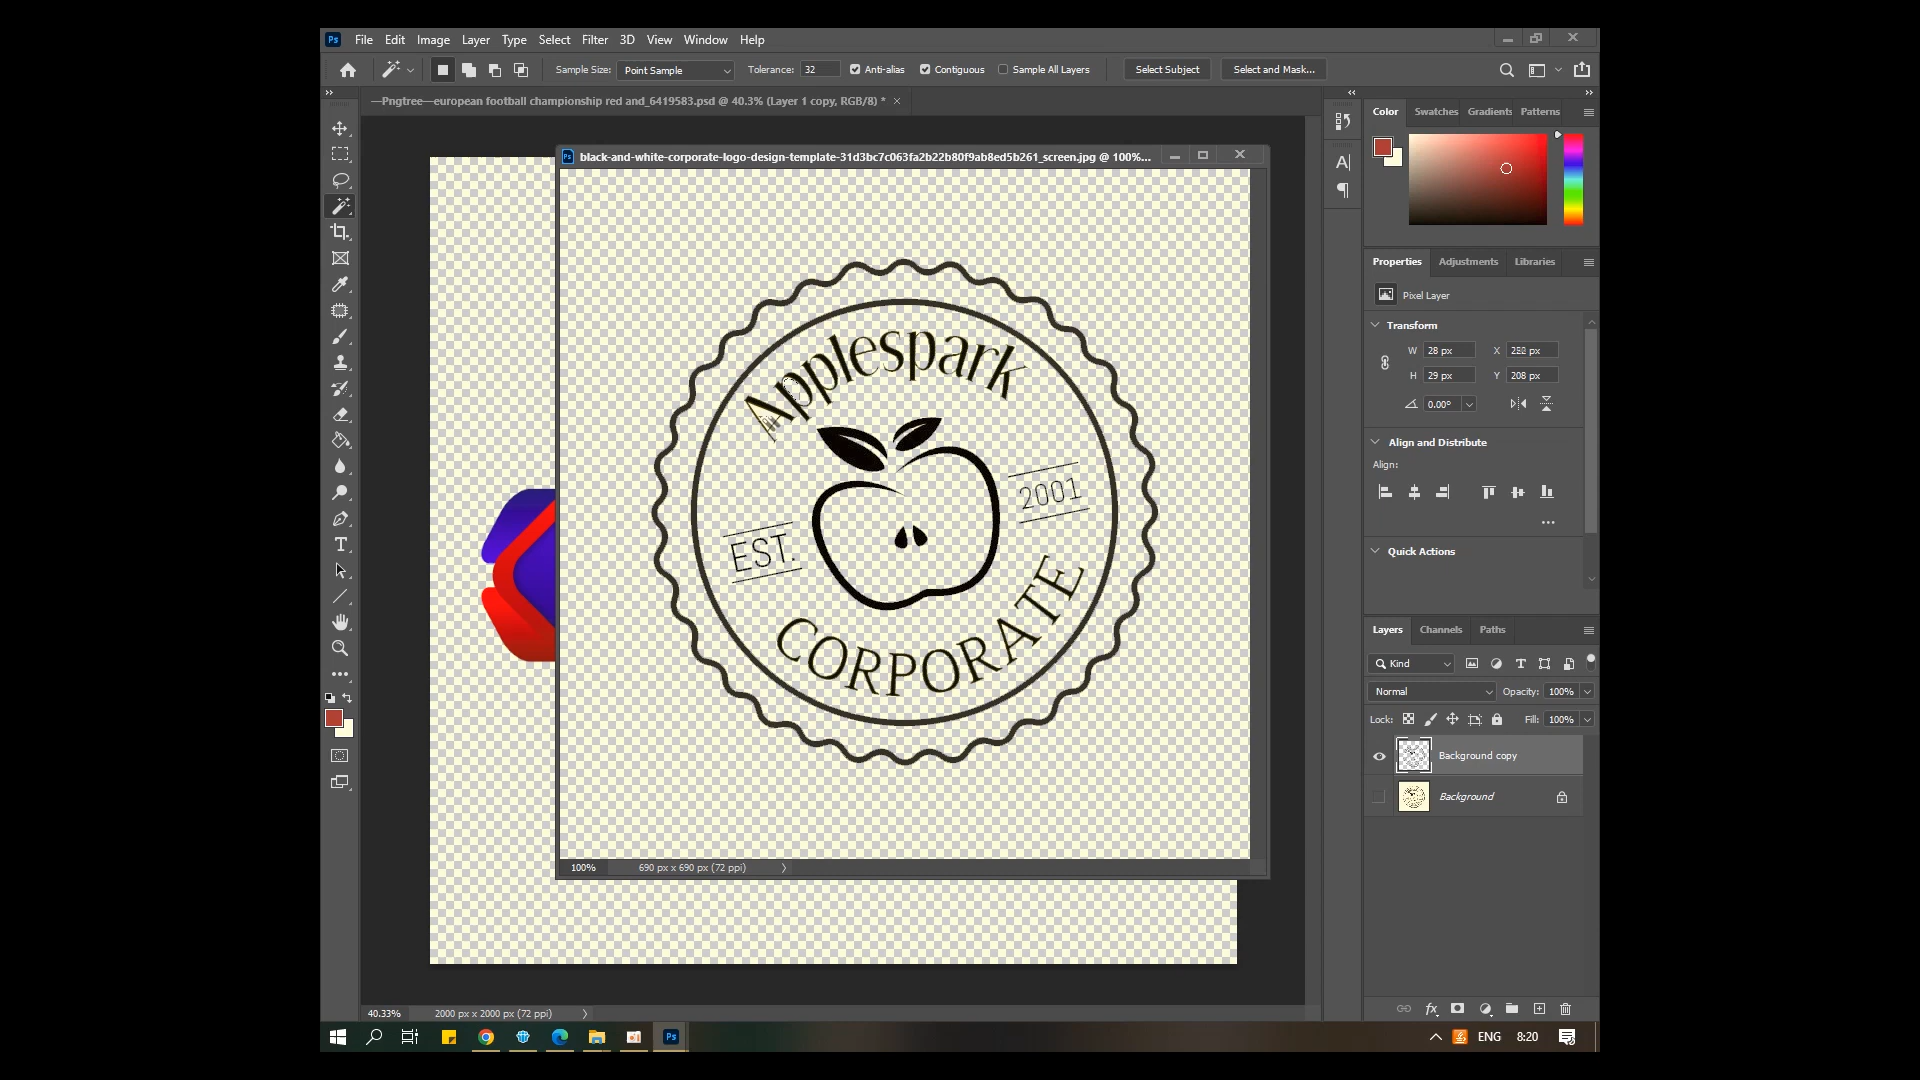 Ps File Edit Image Layer Type Select Filter 3D View Window Help
Sample Size: Point Sample Tolerance: 32 Anti-alias Contiguous Sample All Layers Select Subject Select and Mask...
—Pngtree—european football championship red and_6419583.psd @ 40.3% (Layer 1 copy, RGB/8) *
Color Swatches Gradients Patterns
black-and-white-corporate-logo-design-template-31d3bc7c063fa2b22b80f9ab8ed5b261_screen.jpg @ 100%...
Properties Adjustments Libraries
Pixel Layer
Transform
W 28 px X
H 29 px Y 208 px
0.00°
Align and Distribute
Align:
Quick Actions
Applespark
2001
EST.
CORPORATE
Layers Channels Paths
Kind
Normal Opacity: 100%
Lock: Fill: 100%
Background copy
Background
100% 690 px x 690 px (72 ppi)
40.33% 2000 px x 2000 px (72 ppi)
Ps ENG 8:20